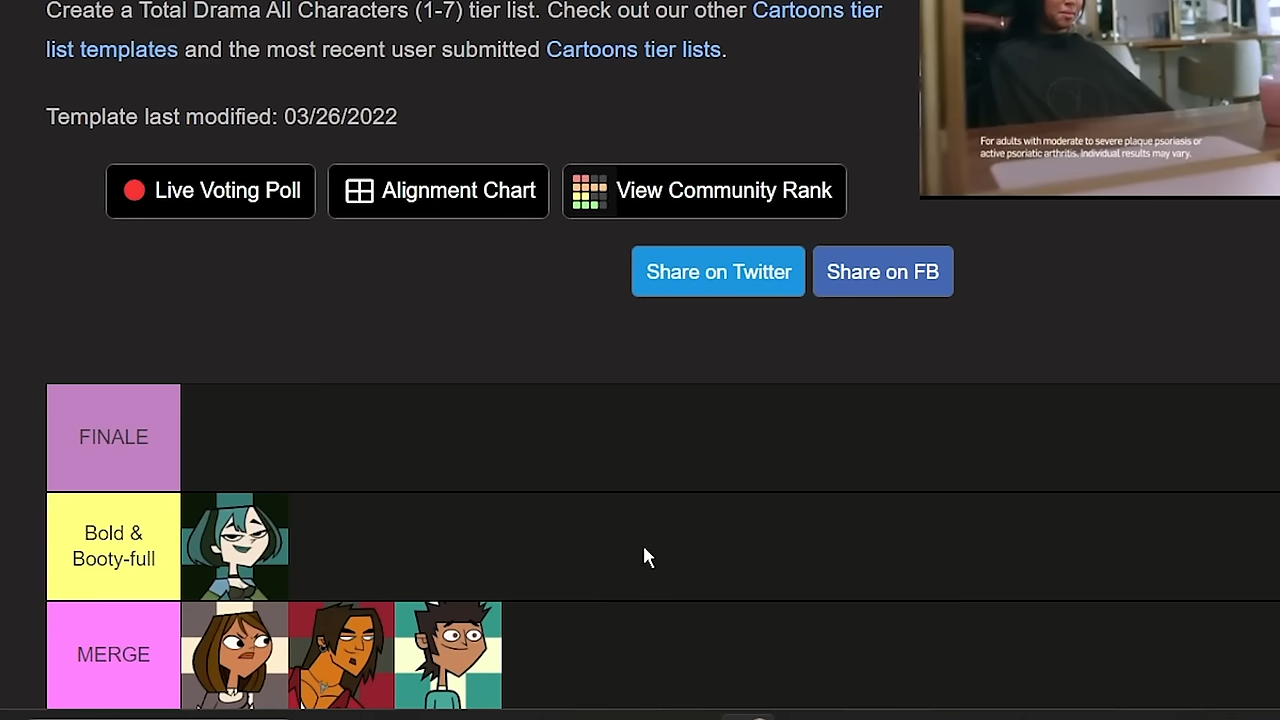 Create a Total Drama All Characters (1-7) tier list. Check out our other Cartoons tier
list templates and the most recent user submitted Cartoons tier lists.
Template last modified: 03/26/2022
For adults with moderate to severe plaque psoriasis or
active psoriatic arthritis. Individual results may vary.
Live Voting Poll
Alignment Chart
View Community Rank
Share on Twitter
Share on FB
FINALE
Bold &
Booty-full
MERGE